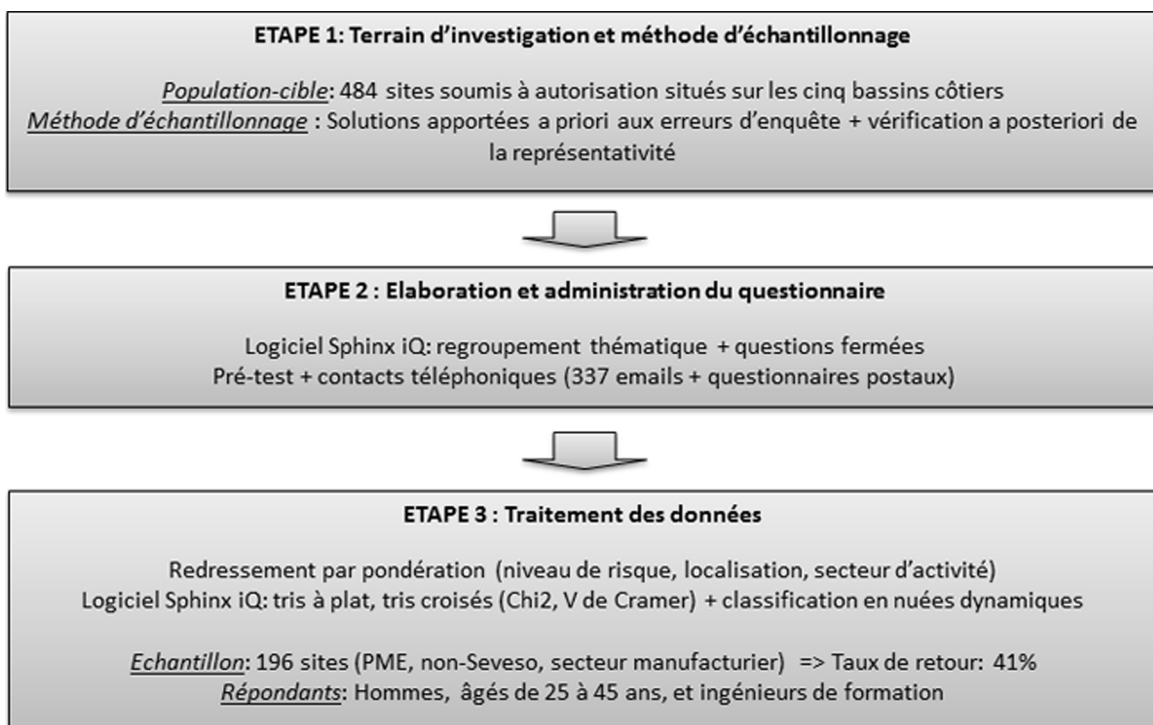 ETAPE 1: Terrain d’investigation et méthode d’échantillonnage
Population-cible: 484 sites soumis à autorisation situés sur les cinq bassins côtiers
Méthode d’échantillonnage : Solutions apportées a priori aux erreurs d’enquête + vérification a posteriori de
la représentativité
ETAPE 2 : Elaboration et administration du questionnaire
Logiciel Sphinx iQ: regroupement thématique + questions fermées
Pré-test + contacts téléphoniques (337 emails + questionnaires postaux)
ETAPE 3 : Traitement des données
Redressement par pondération (niveau de risque, localisation, secteur d’activité)
Logiciel Sphinx iQ: tris à plat, tris croisés (Chi2, V de Cramer) + classification en nuées dynamiques
Echantillon: 196 sites (PME, non-Seveso, secteur manufacturier) => Taux de retour: 41%
Répondants: Hommes, âgés de 25 à 45 ans, et ingénieurs de formation